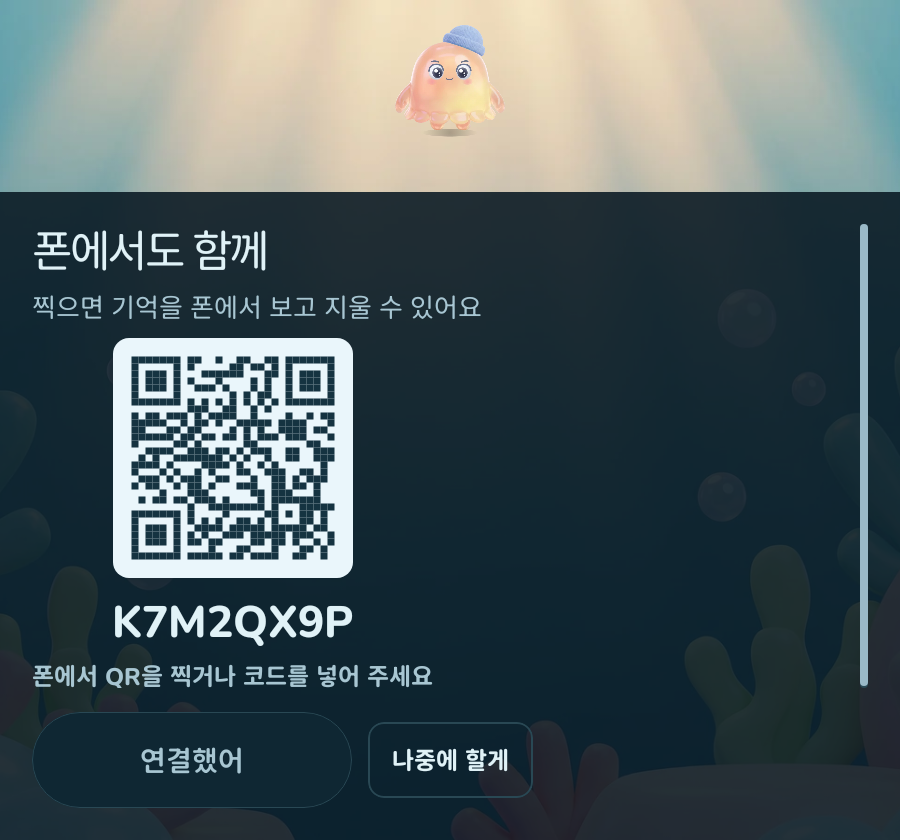 폰에서도 함께
찍으면 기억을 폰에서 보고 지울 수 있어요
K7M2QX9P
폰에서 QR을 찍거나 코드를 넣어 주세요
연결했어
나중에 할게